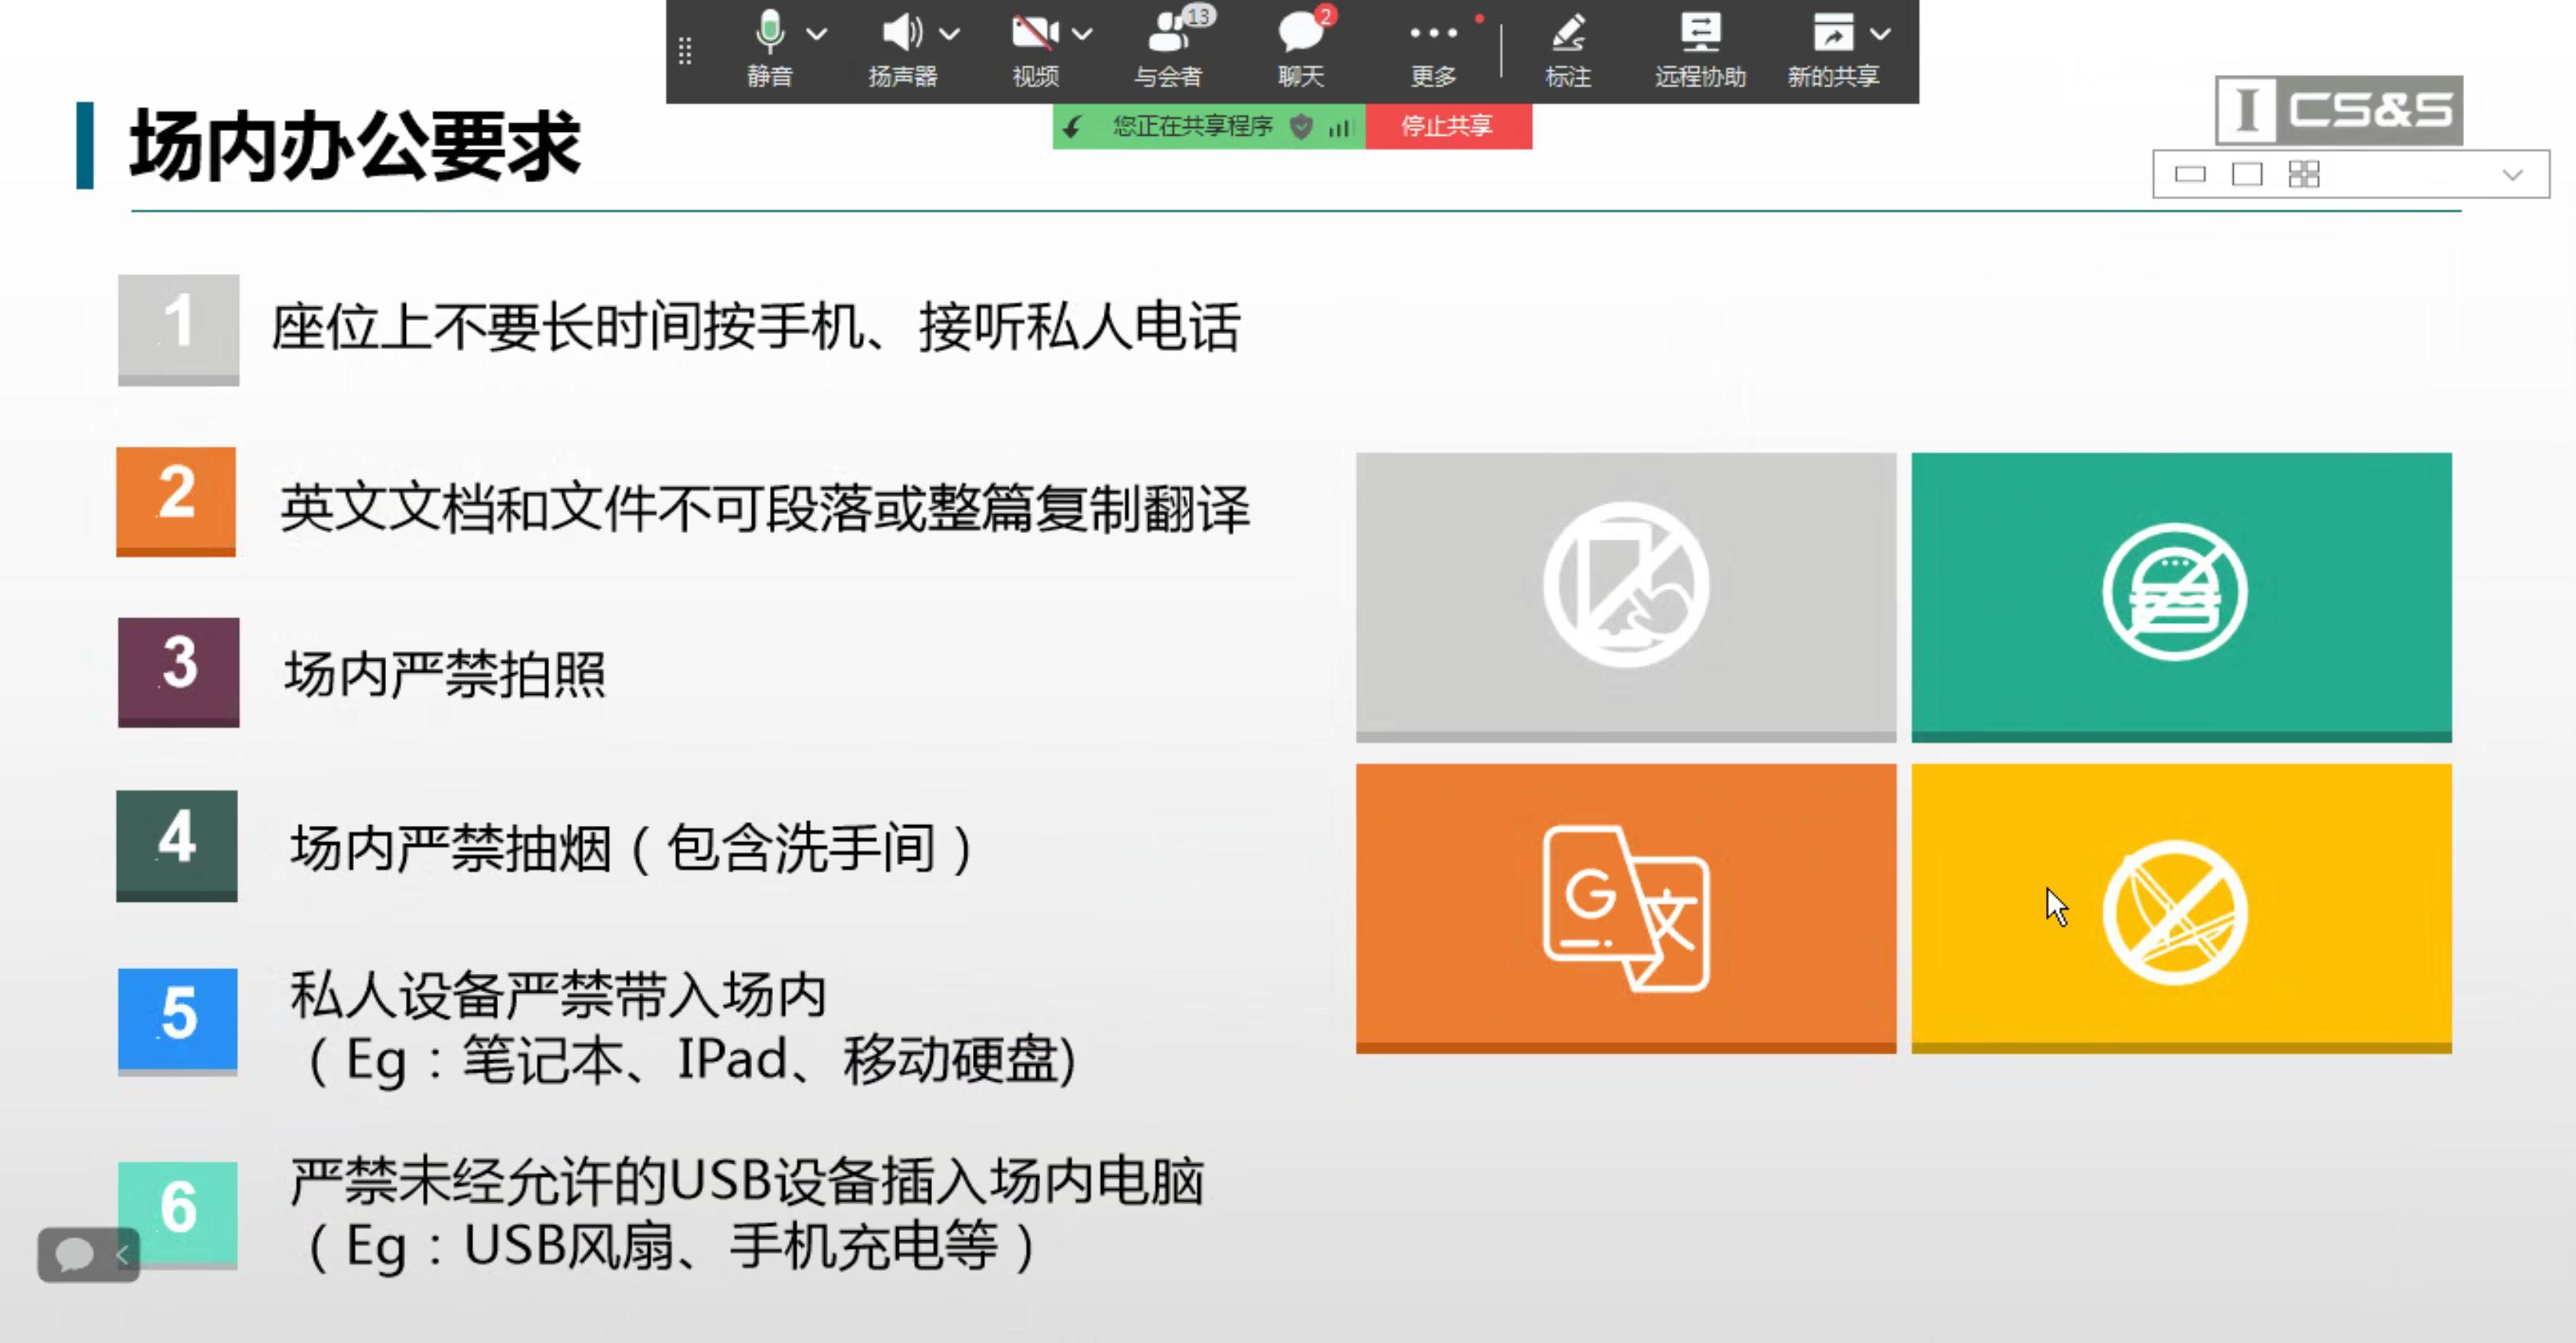 静音
扬声器
视频
13
与会者
2
聊天
更多
标注
远程协助
新的共享
您正在共享程序
停止共享
场内办公要求
I CS&S
1
座位上不要长时间按手机、接听私人电话
2
英文文档和文件不可段落或整篇复制翻译
3
场内严禁拍照
4
场内严禁抽烟（包含洗手间）
5
私人设备严禁带入场内
（Eg：笔记本、IPad、移动硬盘)
6
严禁未经允许的USB设备插入场内电脑
（Eg：USB风扇、手机充电等）
G
文